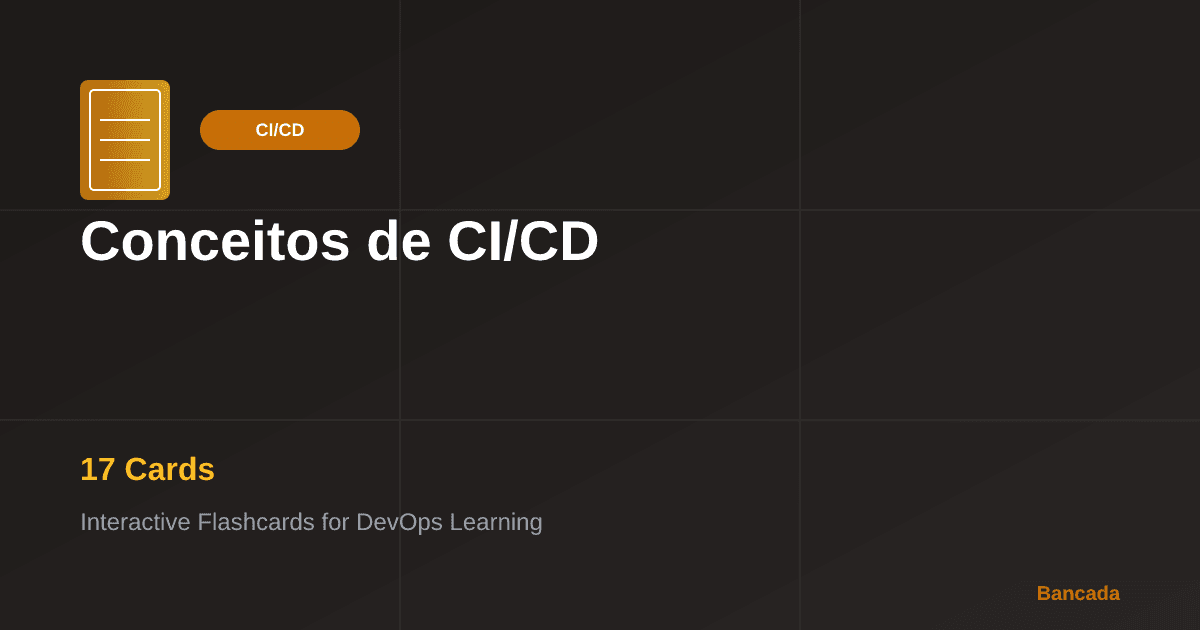 CI/CD
Conceitos de CI/CD
17 Cards
Interactive Flashcards for DevOps Learning
Bancada